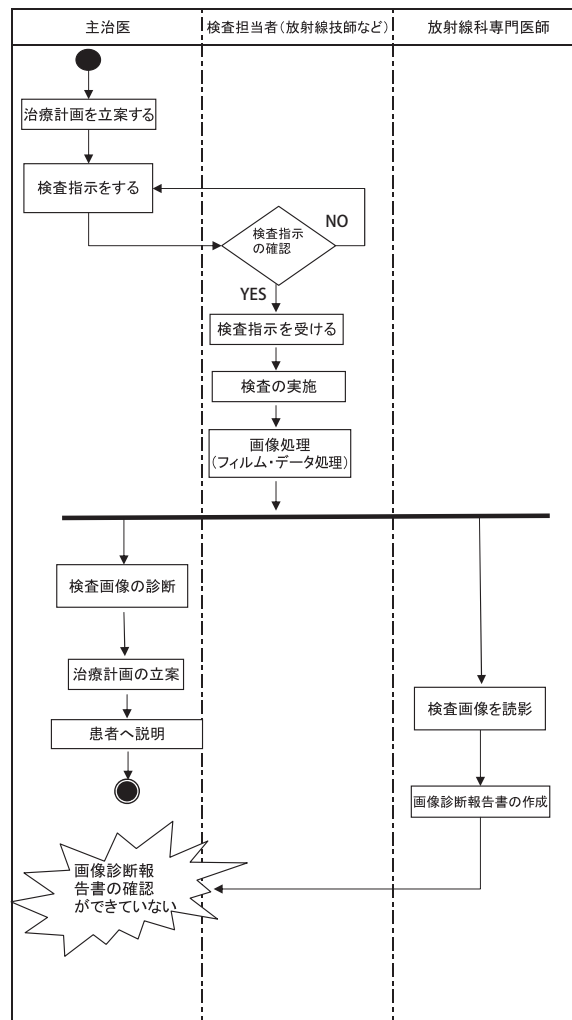 主治医
検査担当者(放射線技師など)
放射線科専門医師
治療計画を立案する
検査指示をする
NO
検査指示
の確認
YES
検査指示を受ける
検査の実施
画像処理
(フィルム・データ処理)
検査画像の診断
治療計画の立案
検査画像を読影
患者へ説明
画像診断報告書の作成
画像診断報
告書の確認
ができていない